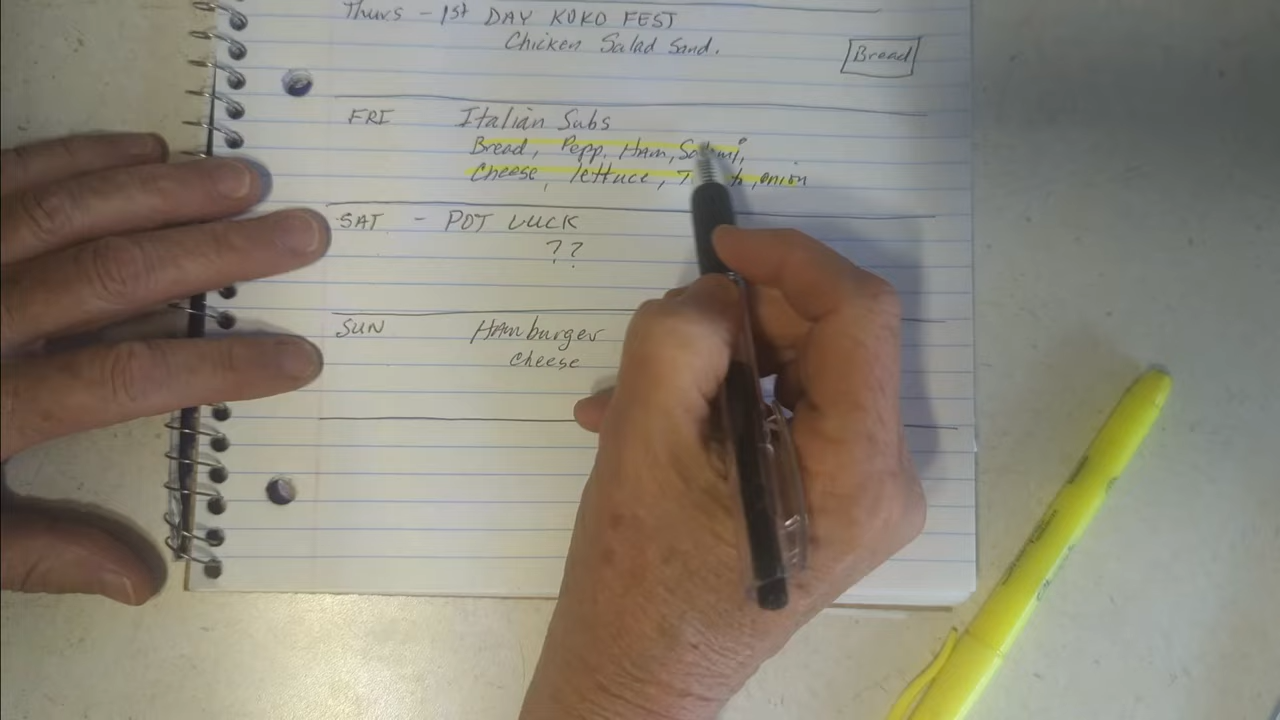 Thurs - 1st DAY KOKO FEST
Chicken Salad Sand.
Bread
FRI Italian Subs
Bread, Pepp, HAM, Salami,
Cheese, lettuce, onion
SAT - POT LUCK
??
SUN HAmburger
Cheese